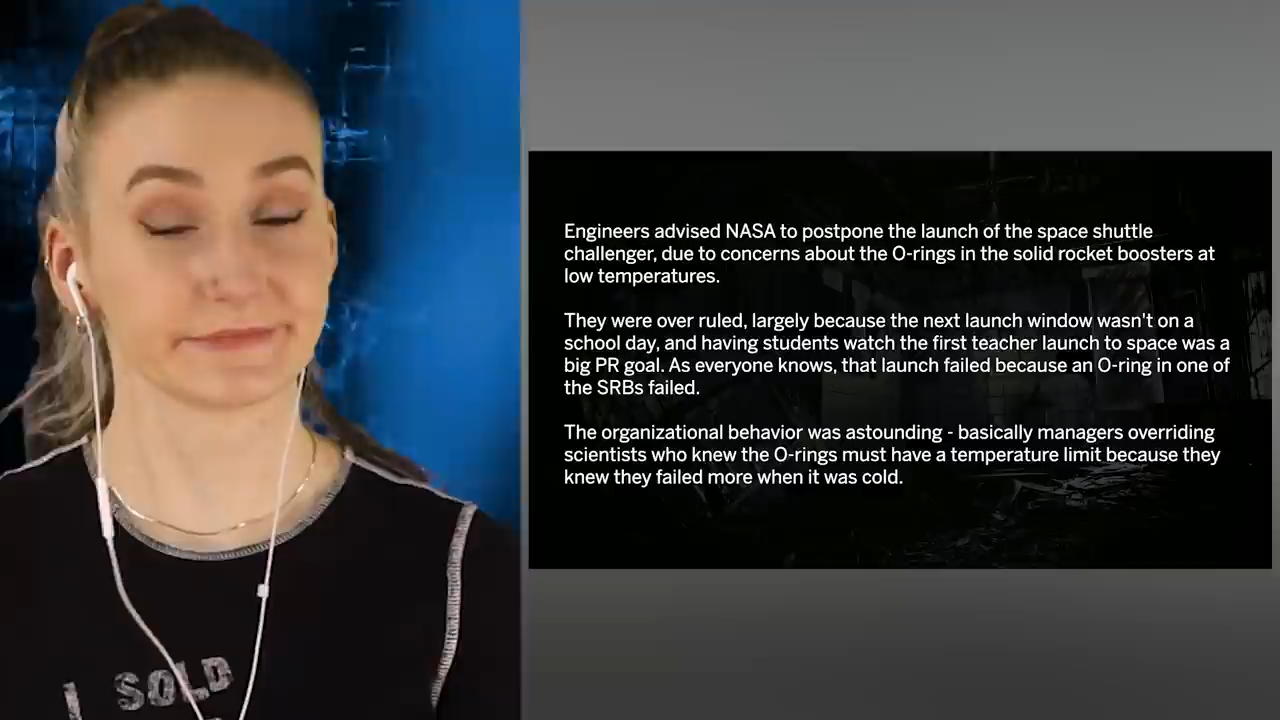 Engineers advised NASA to postpone the launch of the space shuttle
challenger, due to concerns about the O-rings in the solid rocket boosters at
low temperatures.
They were over ruled, largely because the next launch window wasn't on a
school day, and having students watch the first teacher launch to space was a
big PR goal. As everyone knows, that launch failed because an O-ring in one of
the SRBs failed.
The organizational behavior was astounding - basically managers overriding
scientists who knew the O-rings must have a temperature limit because they
knew they failed more when it was cold.
I SOLD